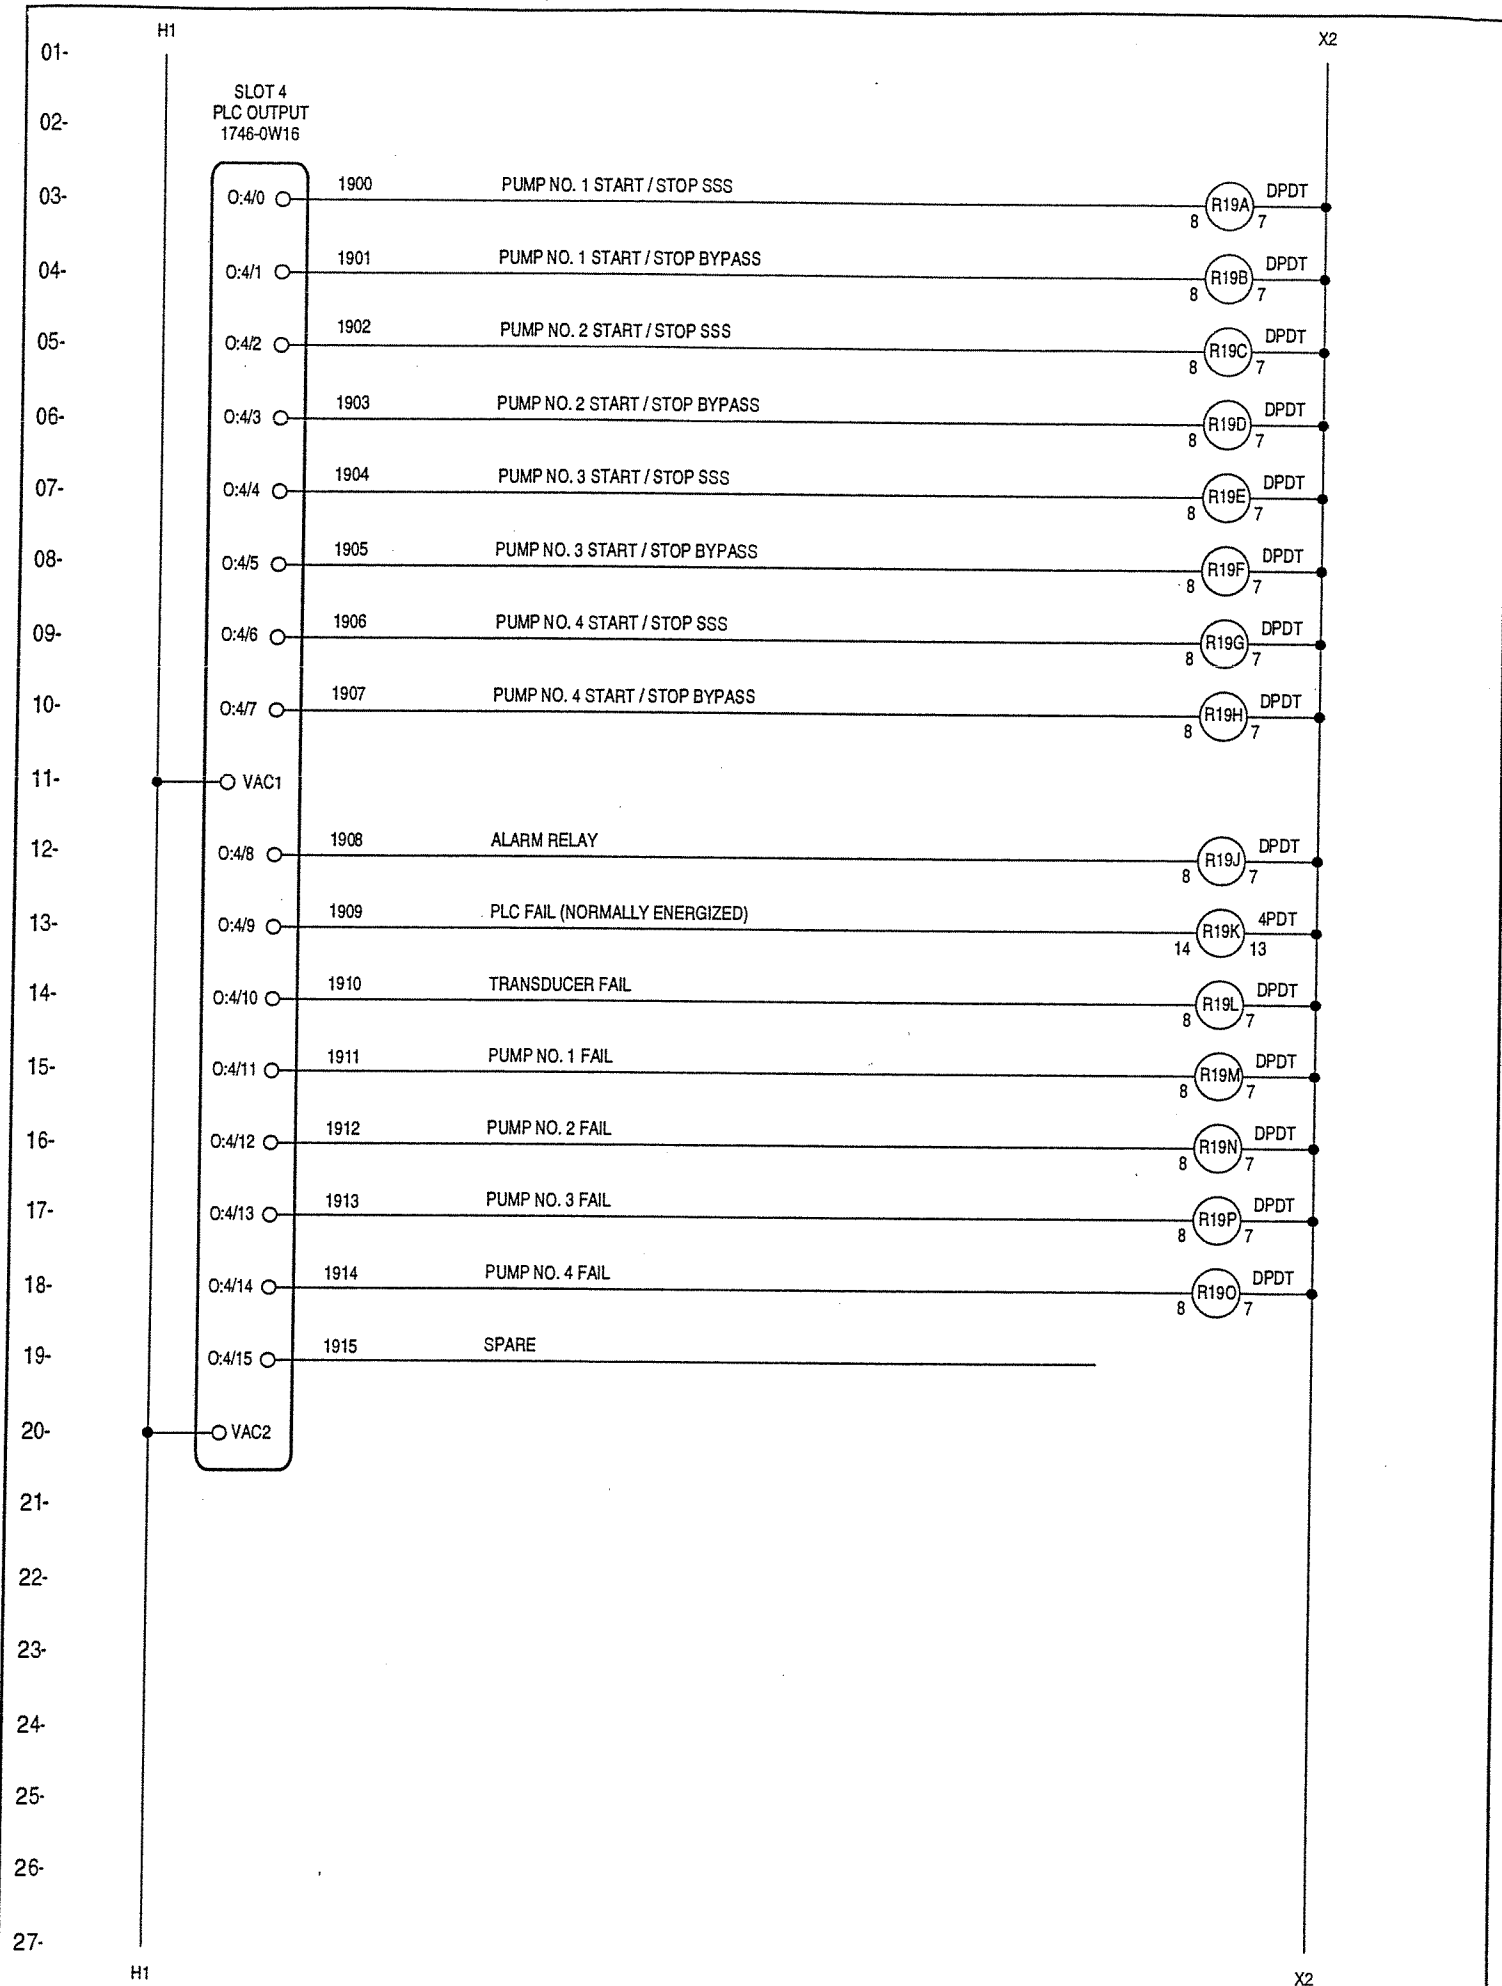 H1
X2
01-
SLOT 4
PLC OUTPUT
1746-0W16
02-
03- O:4/0 1900 PUMP NO. 1 START / STOP SSS 8 R19A 7 DPDT
04- O:4/1 1901 PUMP NO. 1 START / STOP BYPASS 8 R19B 7 DPDT
05- O:4/2 1902 PUMP NO. 2 START / STOP SSS 8 R19C 7 DPDT
06- O:4/3 1903 PUMP NO. 2 START / STOP BYPASS 8 R19D 7 DPDT
07- O:4/4 1904 PUMP NO. 3 START / STOP SSS 8 R19E 7 DPDT
08- O:4/5 1905 PUMP NO. 3 START / STOP BYPASS 8 R19F 7 DPDT
09- O:4/6 1906 PUMP NO. 4 START / STOP SSS 8 R19G 7 DPDT
10- O:4/7 1907 PUMP NO. 4 START / STOP BYPASS 8 R19H 7 DPDT
11- VAC1
12- O:4/8 1908 ALARM RELAY 8 R19J 7 DPDT
13- O:4/9 1909 PLC FAIL (NORMALLY ENERGIZED) 14 R19K 13 4PDT
14- O:4/10 1910 TRANSDUCER FAIL 8 R19L 7 DPDT
15- O:4/11 1911 PUMP NO. 1 FAIL 8 R19M 7 DPDT
16- O:4/12 1912 PUMP NO. 2 FAIL 8 R19N 7 DPDT
17- O:4/13 1913 PUMP NO. 3 FAIL 8 R19P 7 DPDT
18- O:4/14 1914 PUMP NO. 4 FAIL 8 R19O 7 DPDT
19- O:4/15 1915 SPARE
20- VAC2
21-
22-
23-
24-
25-
26-
27-
H1
X2